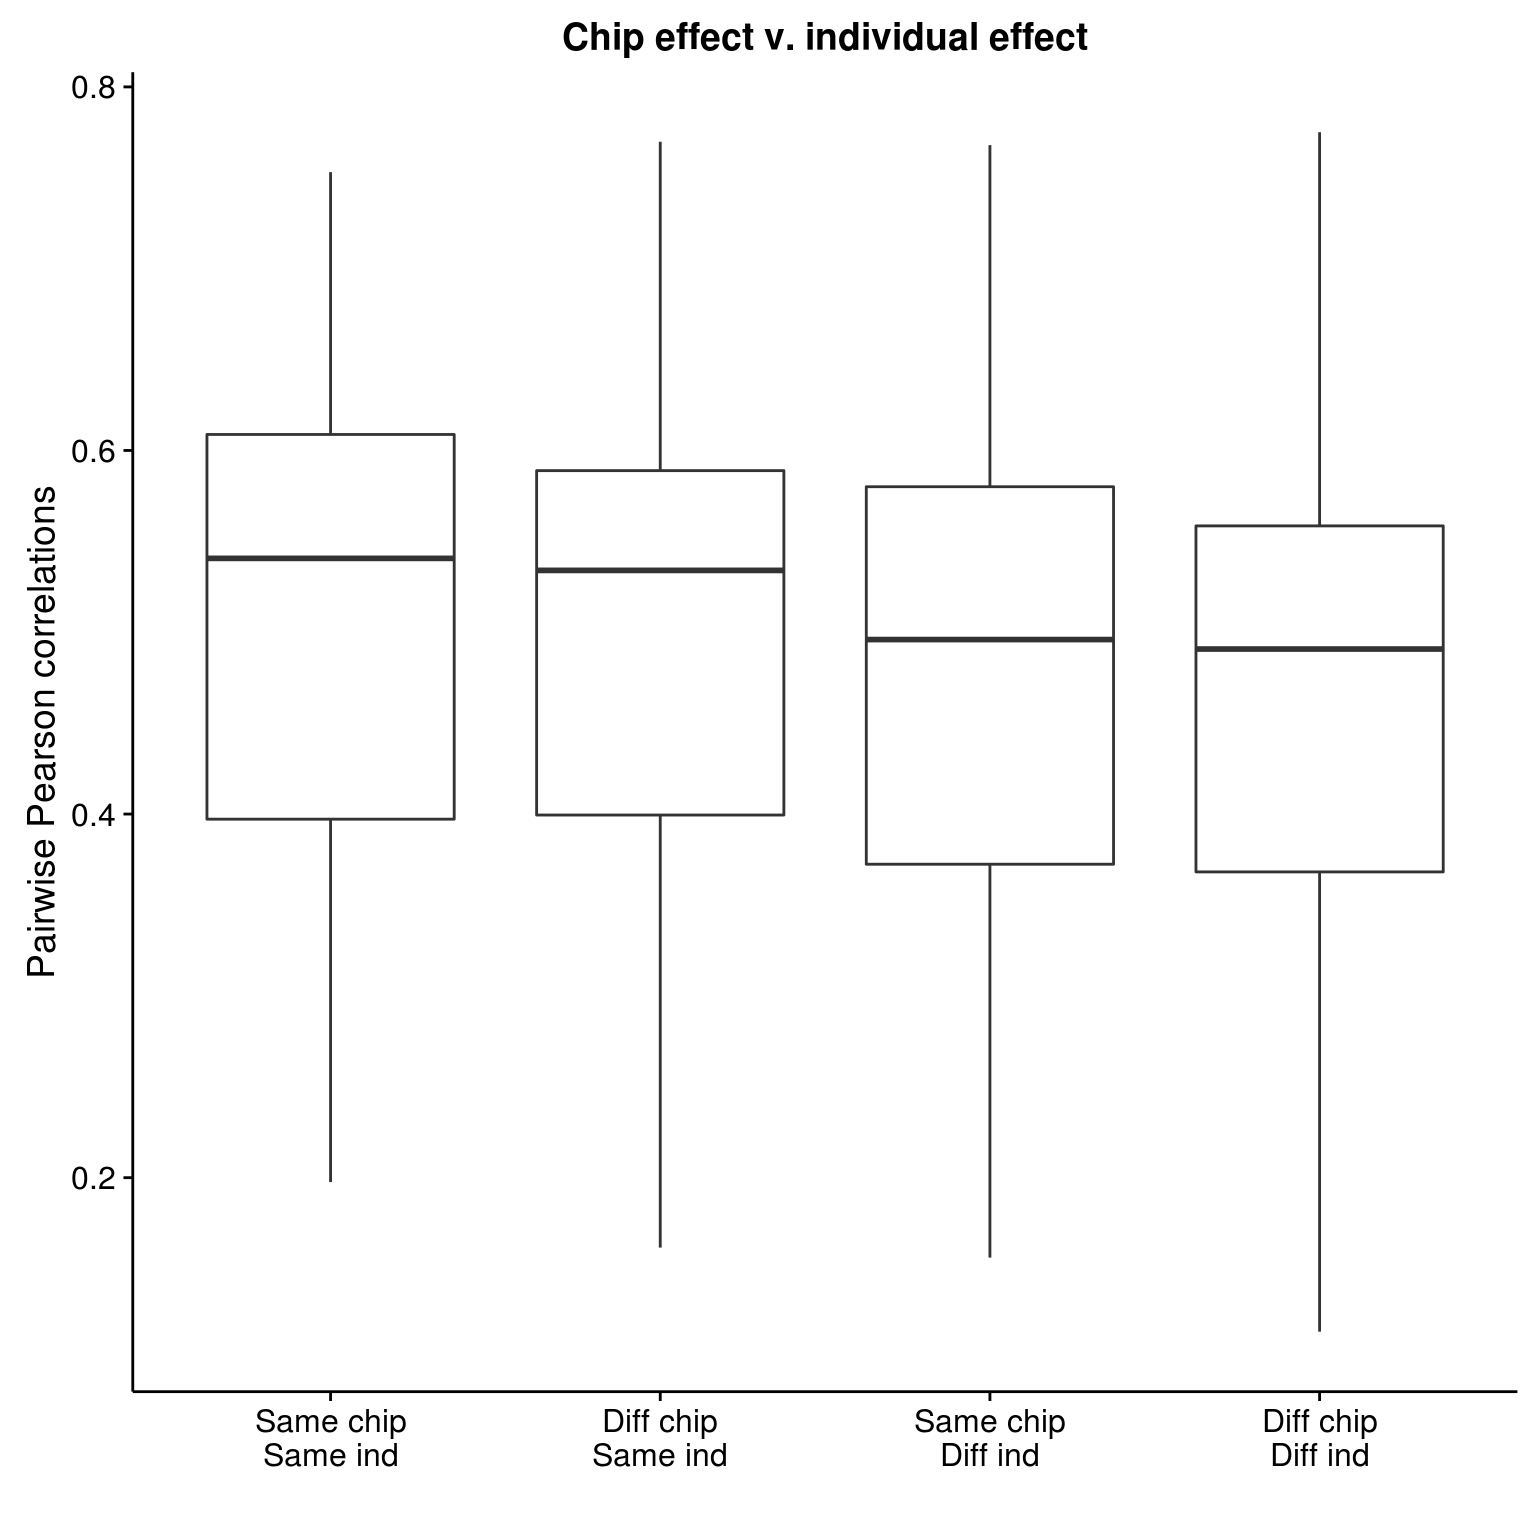 Chip effect v. individual effect
Pairwise Pearson correlations
0.8
0.6
0.4
0.2
Same chip
Same ind
Diff chip
Same ind
Same chip
Diff ind
Diff chip
Diff ind